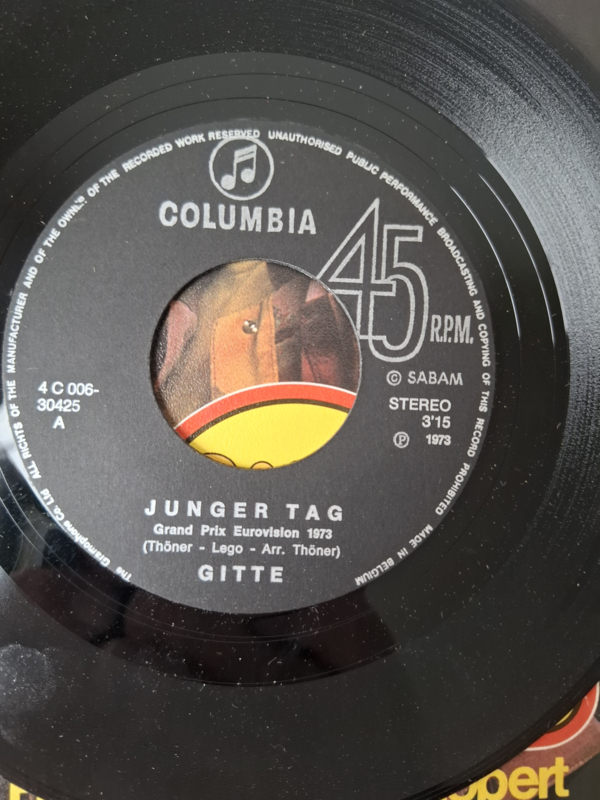 ALL RIGHTS OF THE MANUFACTURER AND OF THE OWNER OF THE RECORDED WORK RESERVED UNAUTHORISED PUBLIC PERFORMANCE BROADCASTING AND COPYING OF THIS RECORD PROHIBITED MADE IN BELGIUM
COLUMBIA
45
R.P.M.
© SABAM
4 C 006-
30425
A
STEREO
3'15
℗ 1973
JUNGER TAG
Grand Prix Eurovision 1973
(Thöner - Lego - Arr. Thöner)
GITTE
The Gramophone Co. Ltd